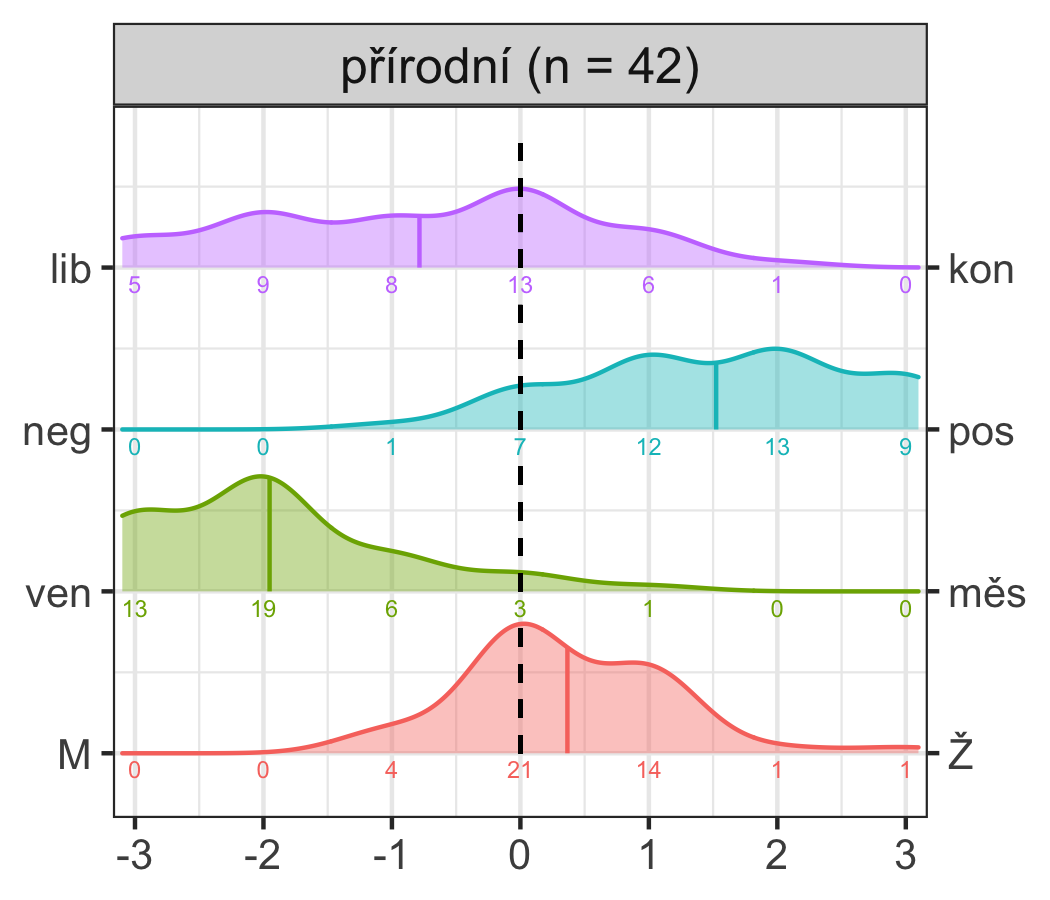 přírodní (n = 42)
lib kon
5 9 8 13 6 1 0
neg pos
0 0 1 7 12 13 9
ven měs
13 19 6 3 1 0 0
M Ž
0 0 4 21 14 1 1
-3 -2 -1 0 1 2 3